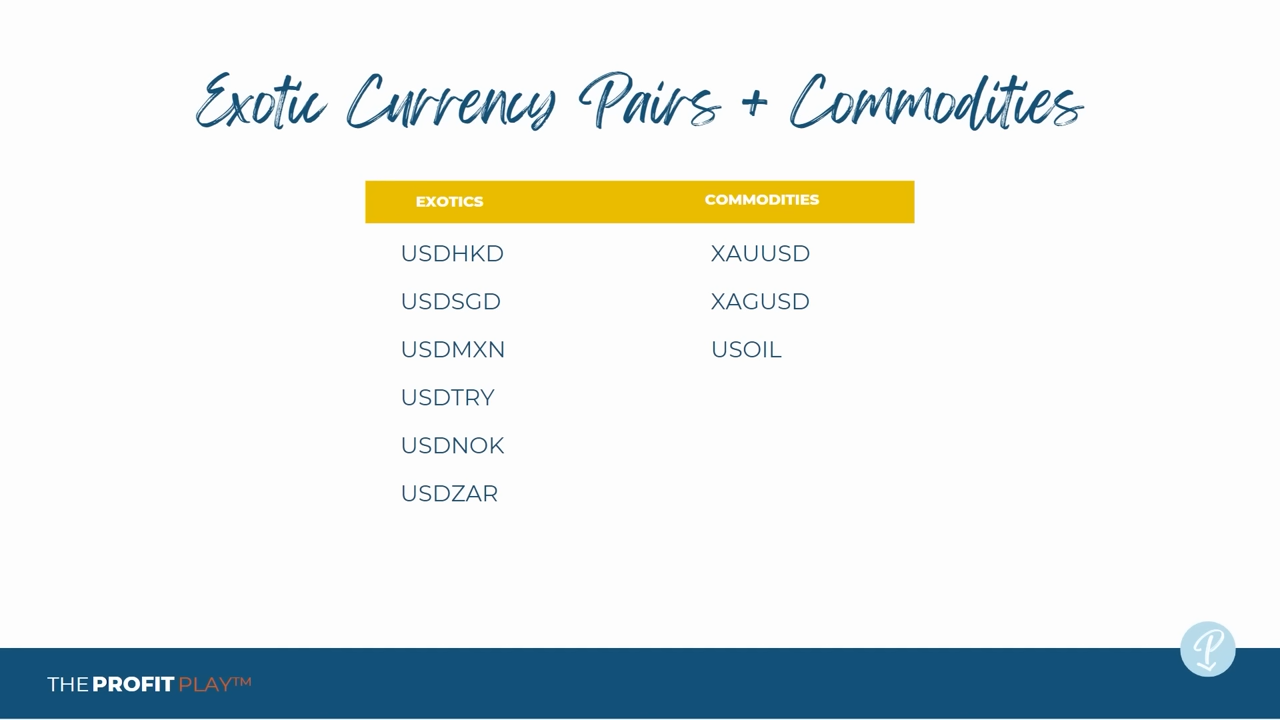 Exotic Currency Pairs + Commodities
EXOTICS COMMODITIES
USDHKD XAUUSD
USDSGD XAGUSD
USDMXN USOIL
USDTRY
USDNOK
USDZAR
P
THE PROFIT PLAY™